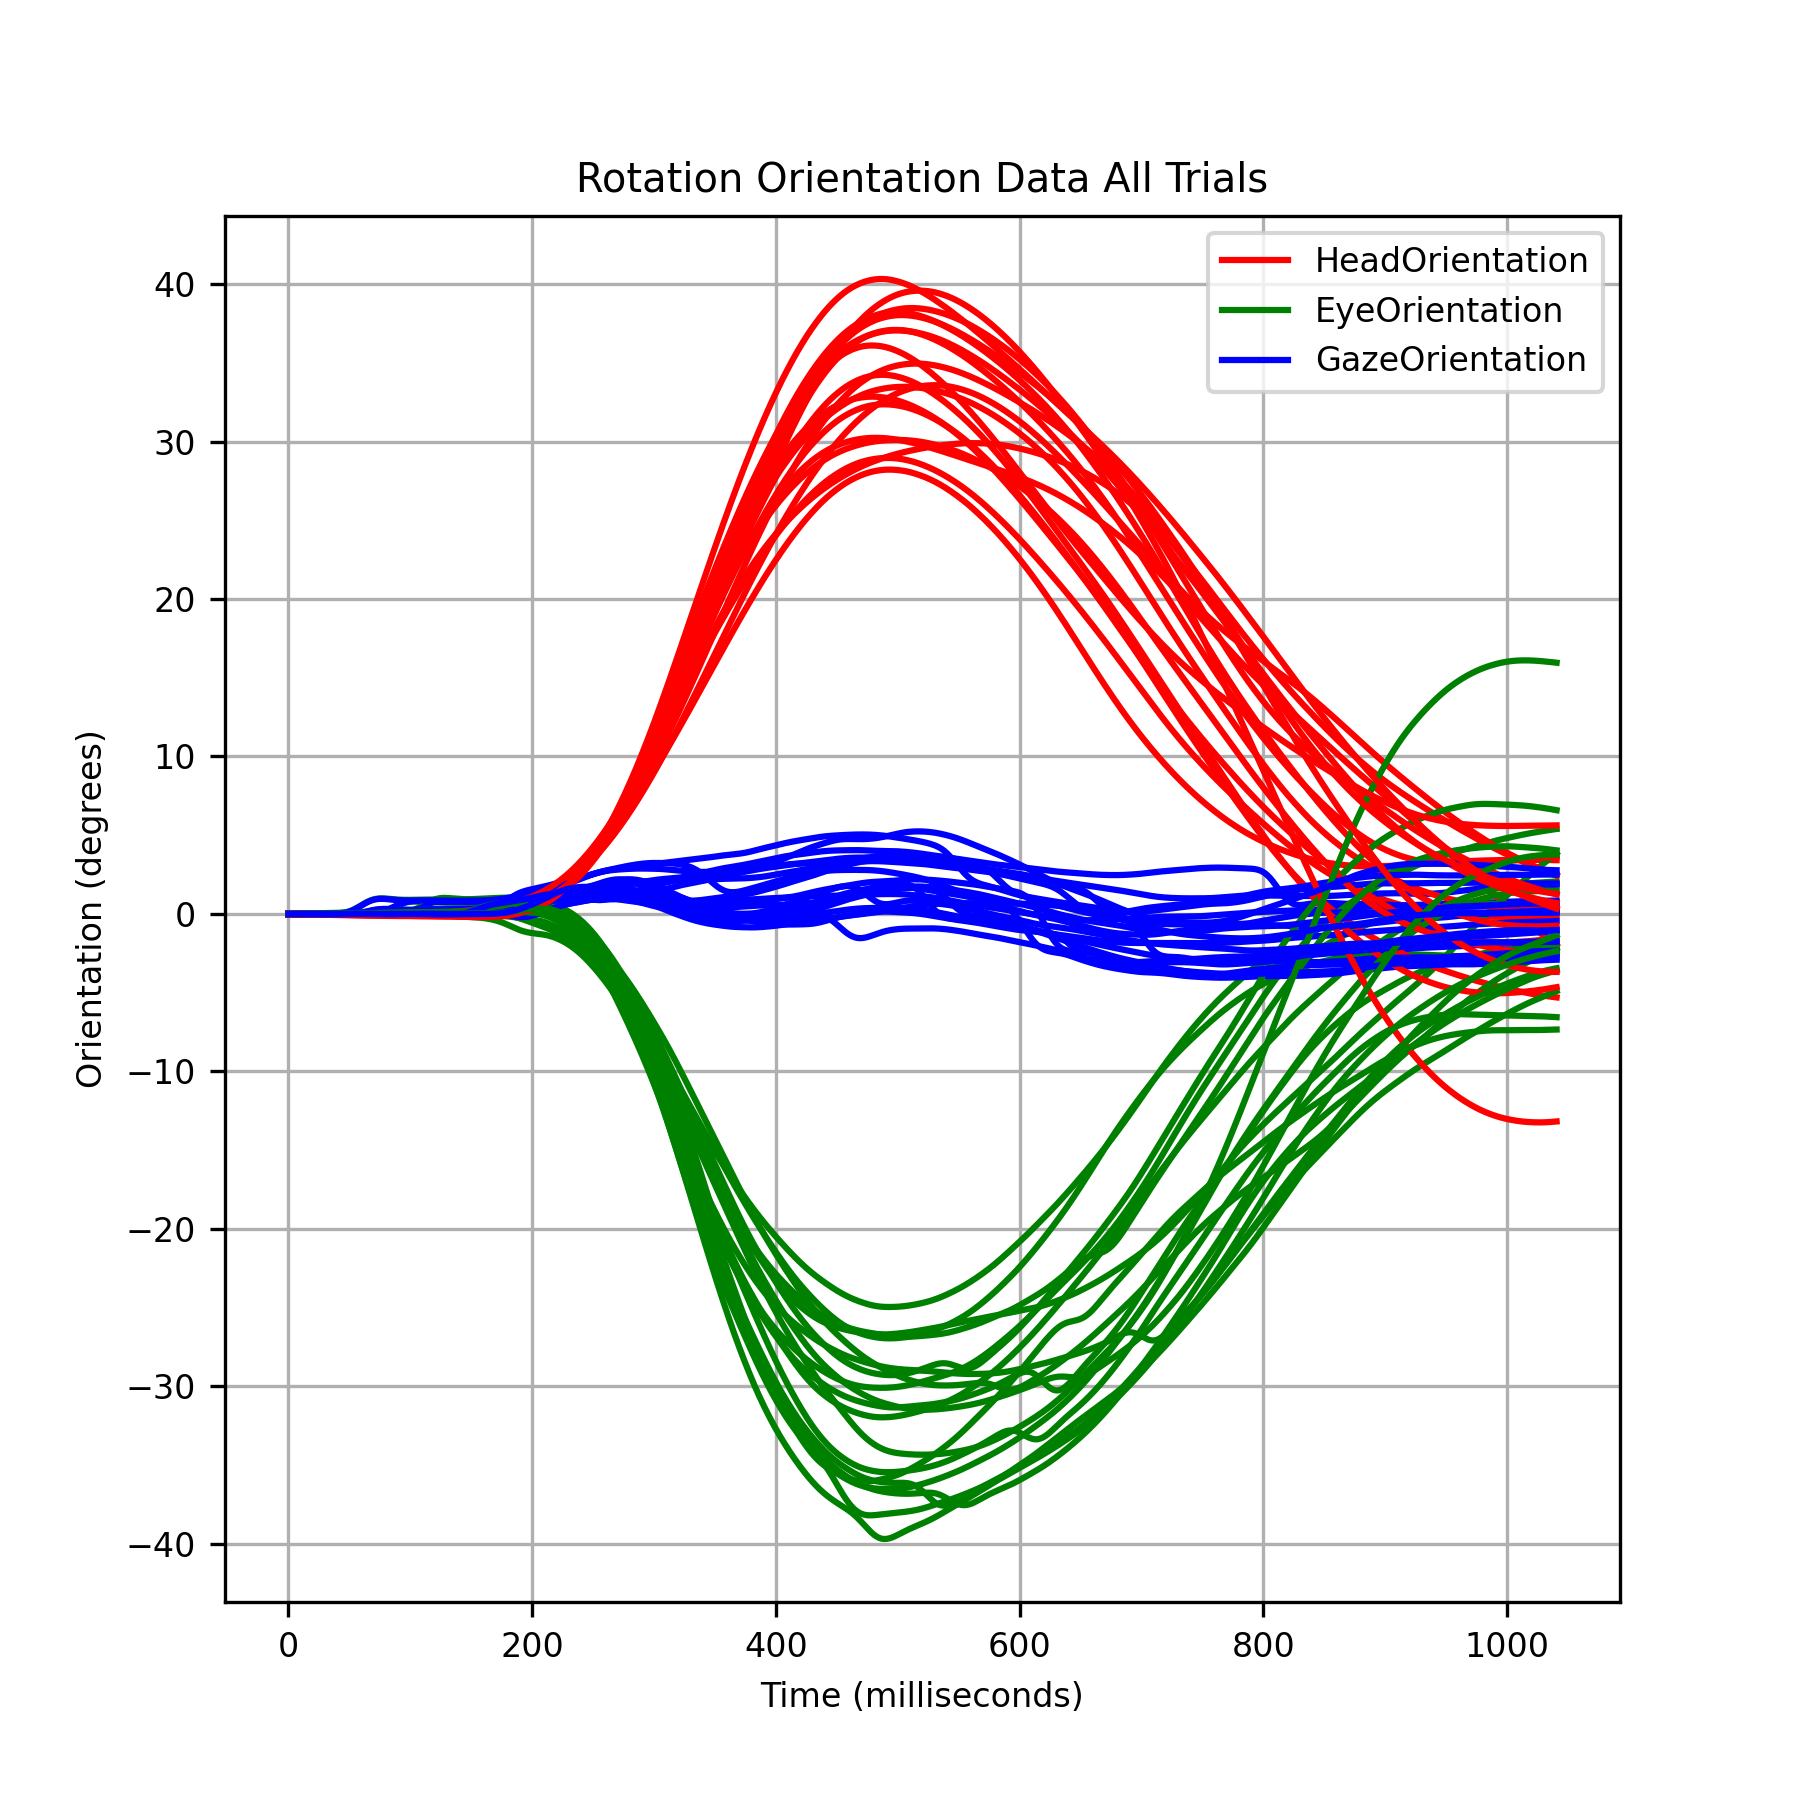 Rotation Orientation Data All Trials
HeadOrientation
EyeOrientation
GazeOrientation
Orientation (degrees)
40
30
20
10
0
−10
−20
−30
−40
0 200 400 600 800 1000
Time (milliseconds)